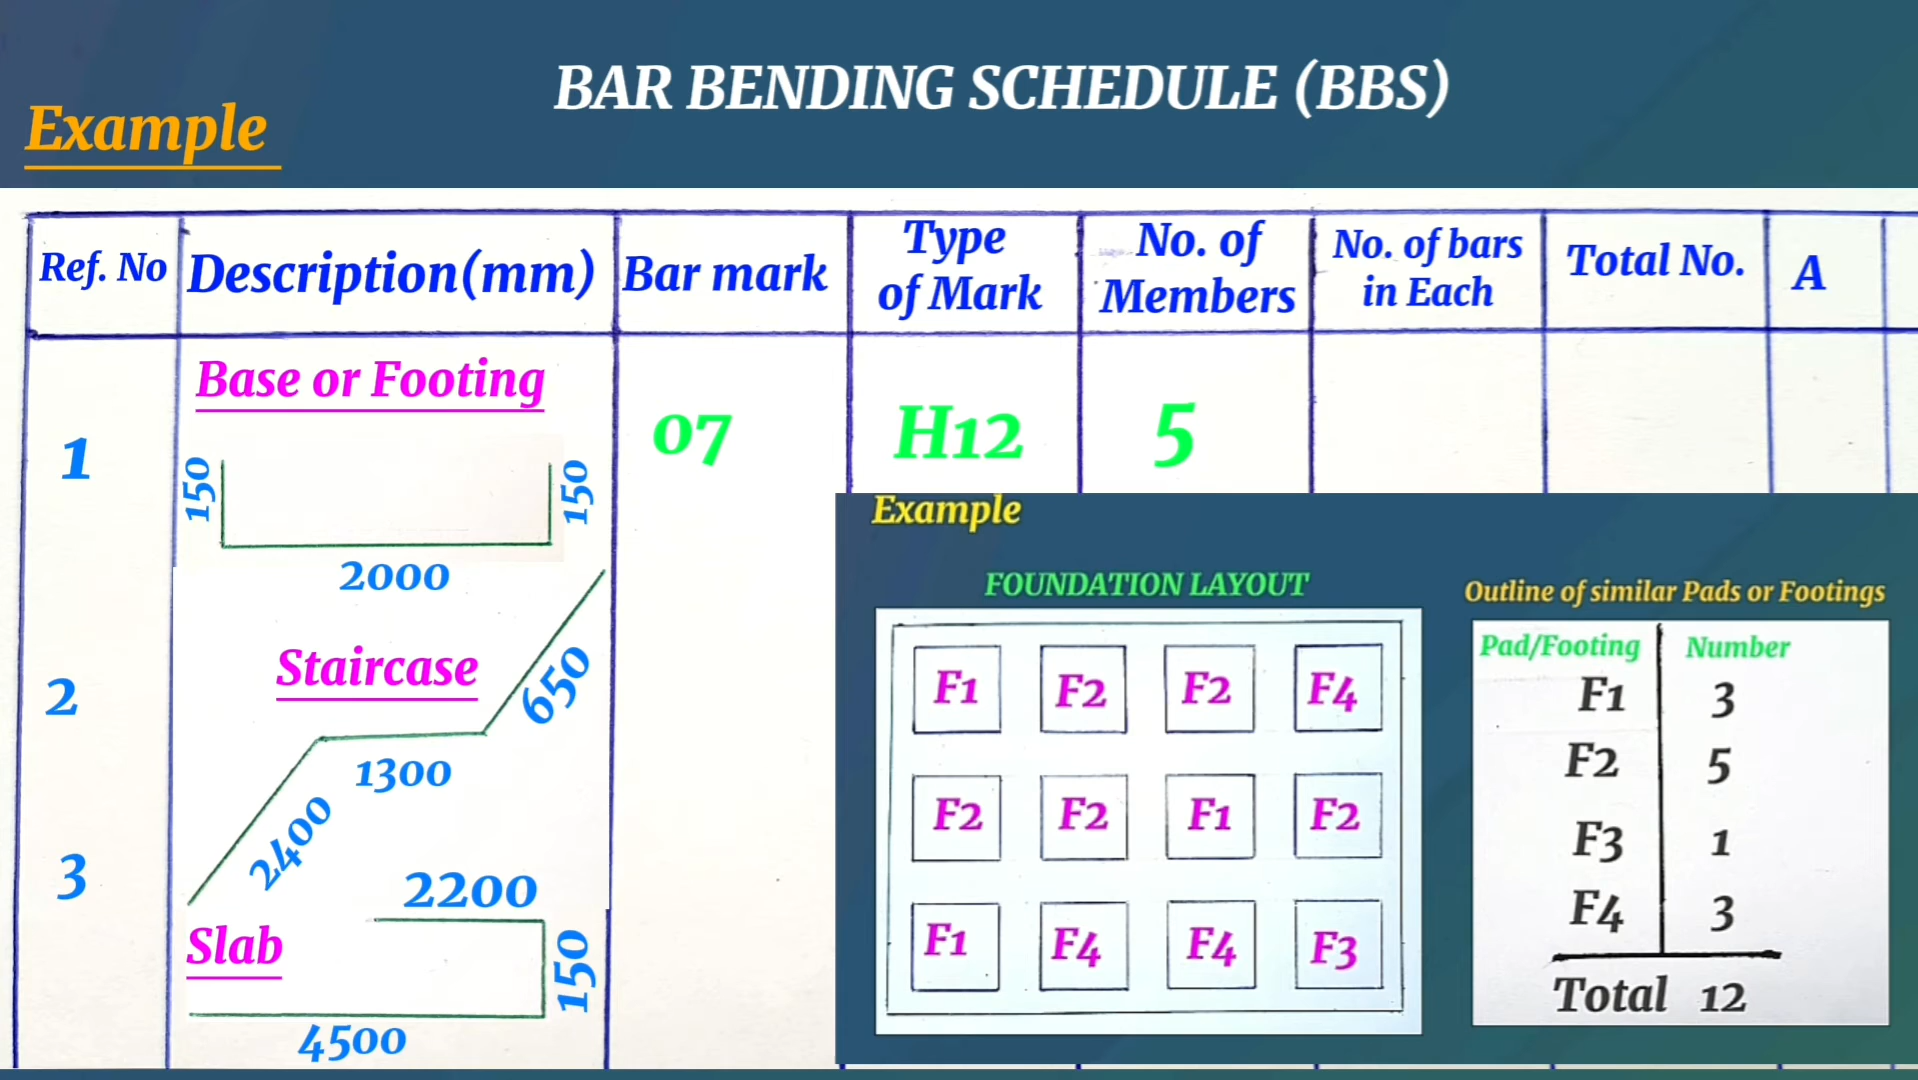 BAR BENDING SCHEDULE (BBS)
Example
Ref. No
Description(mm)
Bar mark
Type
of Mark
No. of
Members
No. of bars
in Each
Total No.
A
1
Base or Footing
150
150
2000
07
H12
5
2
Staircase
650
1300
2400
3
Slab
2200
150
4500
Example
FOUNDATION LAYOUT
F1 F2 F2 F4
F2 F2 F1 F2
F1 F4 F4 F3
Outline of similar Pads or Footings
Pad/Footing Number
F1 3
F2 5
F3 1
F4 3
Total 12